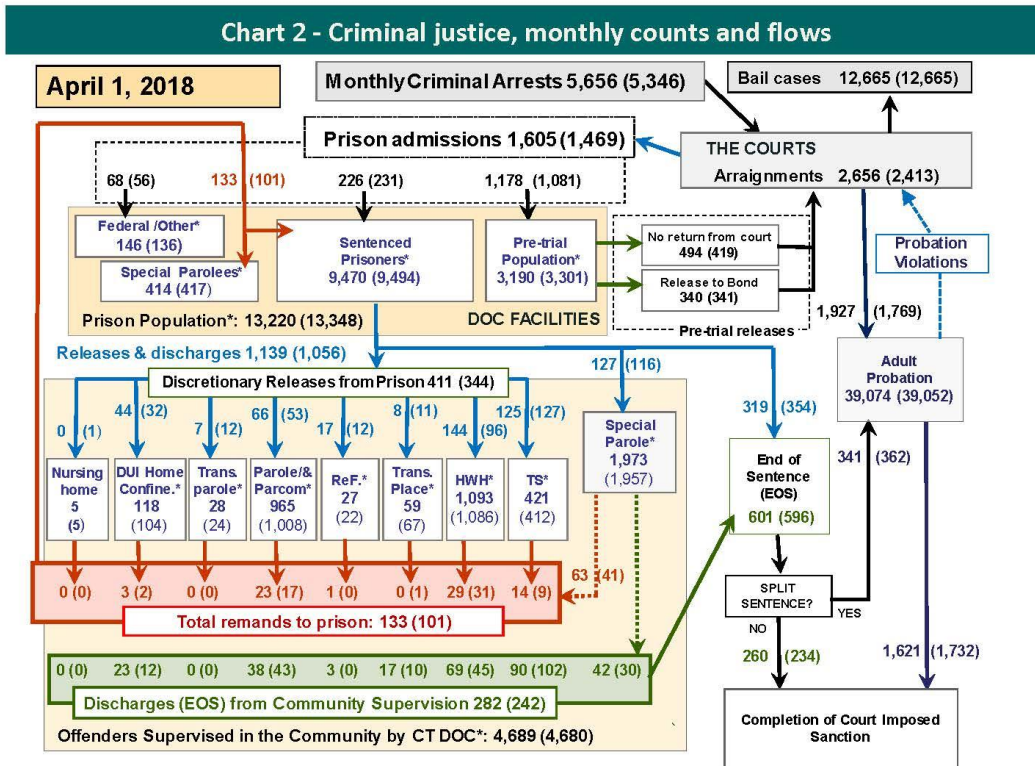 Chart 2 - Criminal justice, monthly counts and flows
April 1, 2018
Monthly Criminal Arrests 5,656 (5,346)
Bail cases 12,665 (12,665)
Prison admissions 1,605 (1,469)
THE COURTS
Arraignments 2,656 (2,413)
68 (56)
133 (101)
226 (231)
1,178 (1,081)
Federal /Other*
146 (136)
Special Parolees*
414 (417)
Sentenced
Prisoners*
9,470 (9,494)
Pre-trial
Population*
3,190 (3,301)
No return from court
494 (419)
Release to Bond
340 (341)
Pre-trial releases
Probation
Violations
Prison Population*: 13,220 (13,348)
DOC FACILITIES
1,927 (1,769)
Releases & discharges 1,139 (1,056)
Discretionary Releases from Prison 411 (344)
127 (116)
Adult
Probation
39,074 (39,052)
0 (1)
44 (32)
7 (12)
66 (53)
17 (12)
8 (11)
144 (96)
125 (127)
319 (354)
Nursing
home
5
(5)
DUI Home
Confine.*
118
(104)
Trans.
parole*
28
(24)
Parole/&
Parcom*
965
(1,008)
ReF.*
27
(22)
Trans.
Place*
59
(67)
HWH*
1,093
(1,086)
TS*
421
(412)
Special
Parole*
1,973
(1,957)
End of
Sentence
(EOS)
601 (596)
341 (362)
0 (0)
3 (2)
0 (0)
23 (17)
1 (0)
0 (1)
29 (31)
14 (9)
63 (41)
Total remands to prison: 133 (101)
SPLIT
SENTENCE?
YES
NO
0 (0)
23 (12)
0 (0)
38 (43)
3 (0)
17 (10)
69 (45)
90 (102)
42 (30)
260 (234)
1,621 (1,732)
Discharges (EOS) from Community Supervision 282 (242)
Offenders Supervised in the Community by CT DOC*: 4,689 (4,680)
Completion of Court Imposed
Sanction